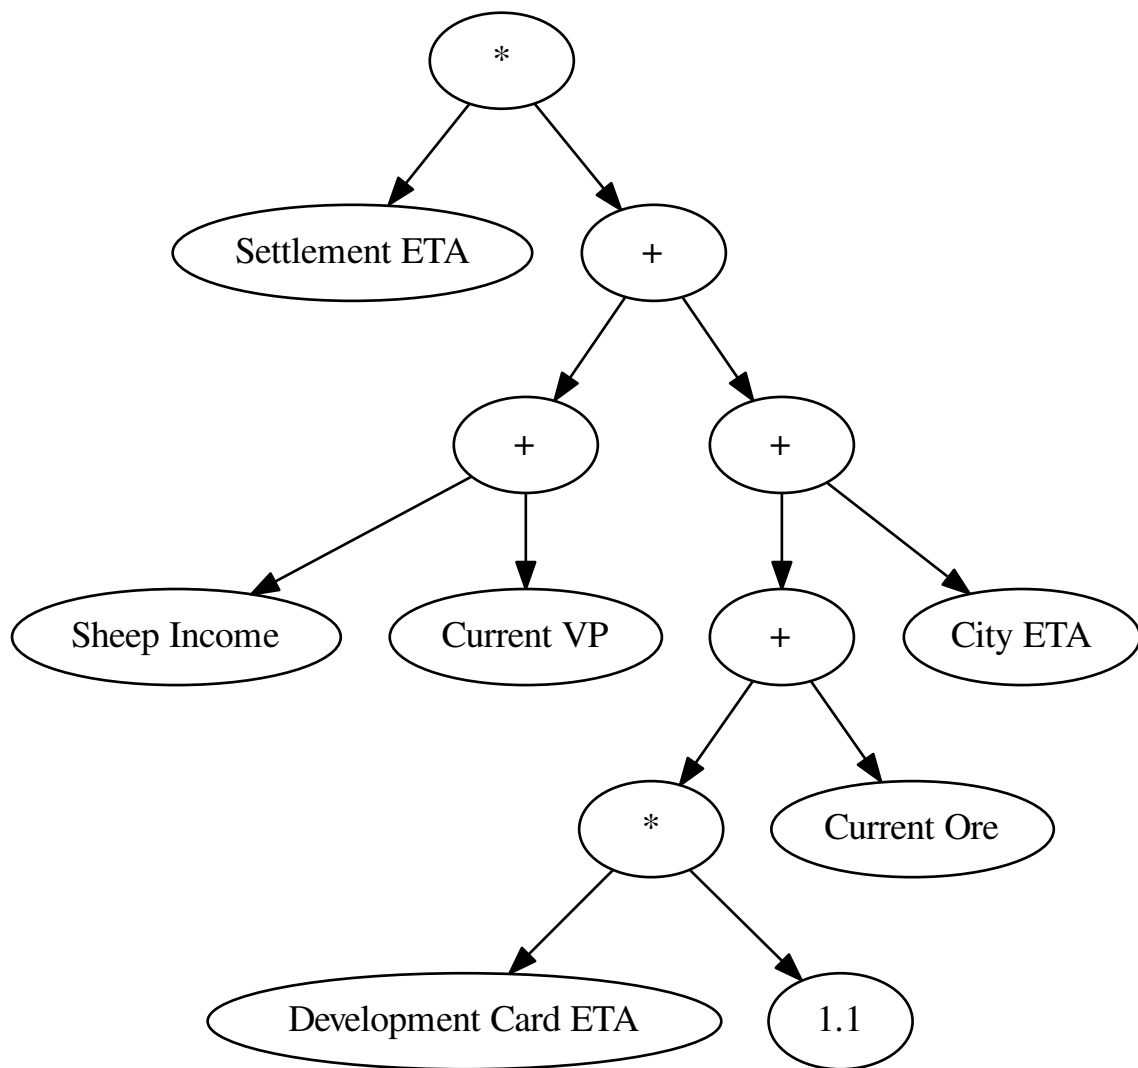 *
Settlement ETA
+
+
+
Sheep Income
Current VP
+
City ETA
*
Current Ore
Development Card ETA
1.1